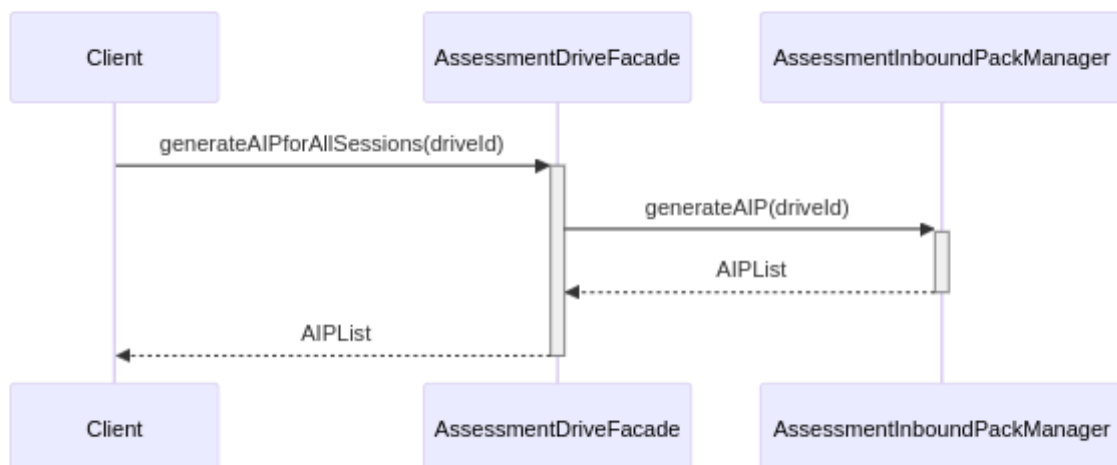 Client
AssessmentDriveFacade
AssessmentInboundPackManager
generateAIPforAllSessions(driveId)
generateAIP(driveId)
AIPList
AIPList
Client
AssessmentDriveFacade
AssessmentInboundPackManager